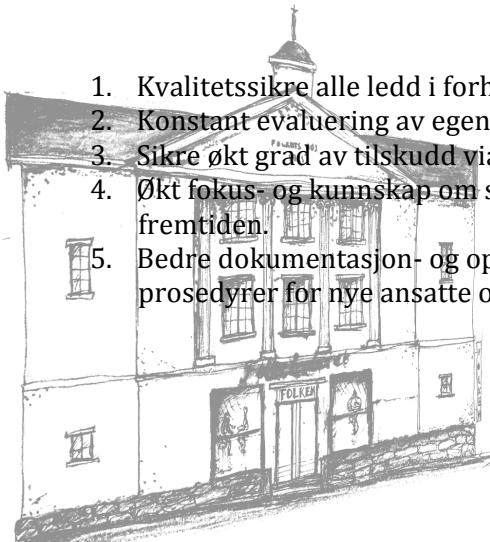 1. Kvalitetssikre alle ledd i forh
2. Konstant evaluering av egen
3. Sikre økt grad av tilskudd via
4. Økt fokus- og kunnskap om s
fremtiden.
5. Bedre dokumentasjon- og op
prosedyrer for nye ansatte o
FOLKEN